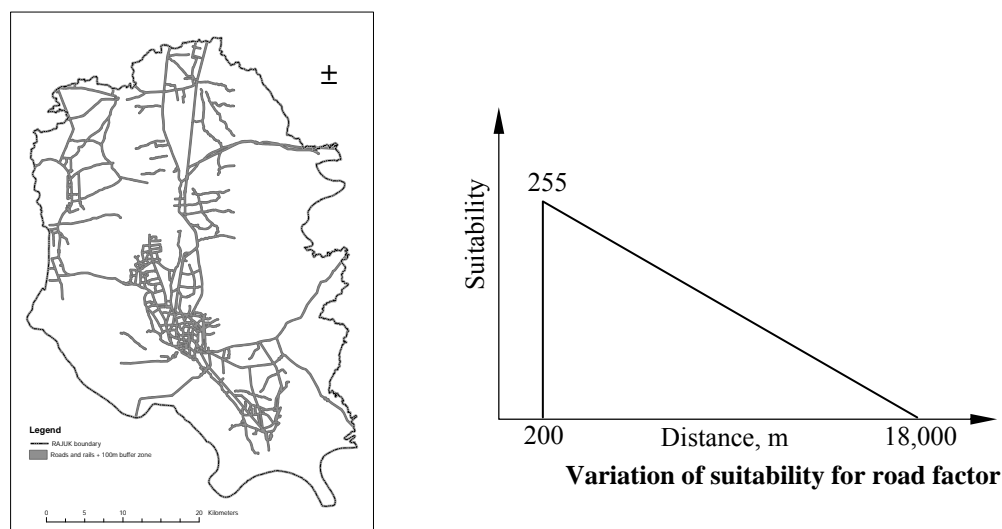 ±
Legend
RAJUK boundary
Roads and rails + 100m buffer zone
0 5 10 20 Kilometers
Suitability
255
200 Distance, m 18,000
Variation of suitability for road factor